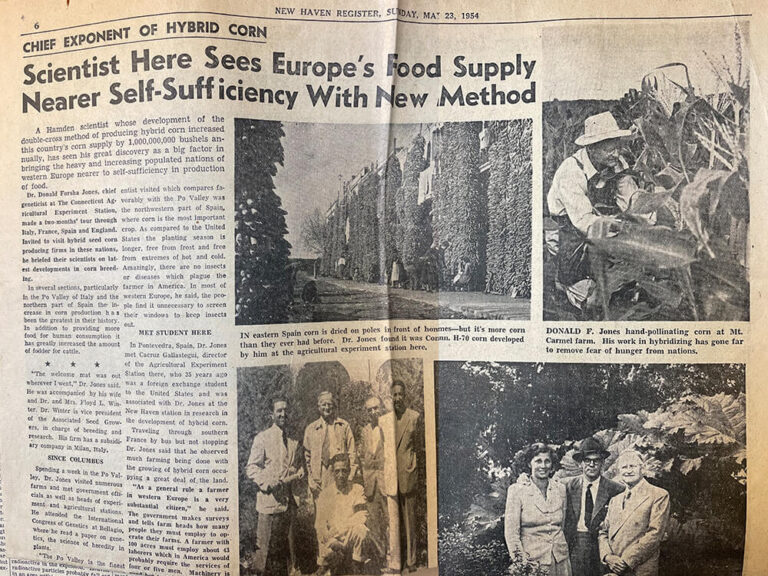 6
NEW HAVEN REGISTER, SUNDAY, MAY 23, 1954
CHIEF EXPONENT OF HYBRID CORN
Scientist Here Sees Europe's Food Supply
Nearer Self-Sufficiency With New Method
A Hamden scientist whose development of the
double-cross method of producing hybrid corn increased
this country's corn supply by 1,000,000,000 bushels an-
nually, has seen his great discovery as a big factor in
bringing the heavy and increasing populated nations of
western Europe nearer to self-sufficiency in production
of food.
Dr. Donald Forsha Jones, chief
geneticist at The Connecticut Ag-
ricultural Experiment Station,
made a two-months' tour through
Italy, France, Spain and England.
Invited to visit hybrid seed corn
producing firms in these nations,
he briefed their scientists on lat-
est developments in corn breed-
ing.
In several sections, particularly
in the Po Valley of Italy and the
northern part of Spain the in-
crease in corn production has
been the greatest in their history.
In addition to providing more
food for human consumption it
has greatly increased the amount
of fodder for cattle.
★ ★ ★
"The welcome mat was out
wherever I went," Dr. Jones said.
He was accompanied by his wife
and Dr. and Mrs. Floyd L. Win-
ter. Dr. Winter is vice president
of the Associated Seed Grow-
ers, in charge of breeding and
research. His firm has a subsidi-
ary company in Milan, Italy.
SINCE COLUMBUS
Spending a week in the Po Val-
ley, Dr. Jones visited numerous
farms and met government offi-
cials as well as heads of experi-
ment and agricultural stations.
He attended the International
Congress of Genetics at Bellagio,
where he read a paper on genet-
ics, the science of heredity in
plants.
"The Po Valley is the finest
entist visited which compares fa-
vorably with the Po Valley was
the northwestern part of Spain,
where corn is the most important
crop. As compared to the United
States the planting season is
longer, free from frost and free
from extremes of hot and cold.
Amazingly, there are no insects
or diseases which plague the
farmer in America. In most of
western Europe, he said, the peo-
ple find it unnecessary to screen
their windows to keep insects
out.
MET STUDENT HERE
In Pontevedra, Spain, Dr. Jones
met Cacruz Gallastegui, director
of the Agricultural Experiment
Station there, who 35 years ago
was a foreign exchange student
to the United States and was
associated with Dr. Jones at the
New Haven station in research in
the development of hybrid corn.
Traveling through southern
France by bus but not stopping
Dr. Jones said that he observed
much farming being done with
the growing of hybrid corn occu-
pying a great deal of the land.
"As a general rule a farmer
in western Europe is a very
substantial citizen," he said.
The government makes surveys
and tells farm heads how many
people they must employ to op-
erate their farms. A farmer with
100 acres must employ about 43
laborers which in America would
probably require the services of
four or five men. Machinery is
IN eastern Spain corn is dried on poles in front of hommes—but it's more corn
than they ever had before. Dr. Jones found it was Conn. H-70 corn developed
by him at the agricultural experiment station here.
DONALD F. Jones hand-pollinating corn at Mt.
Carmel farm. His work in hybridizing has gone far
to remove fear of hunger from nations.